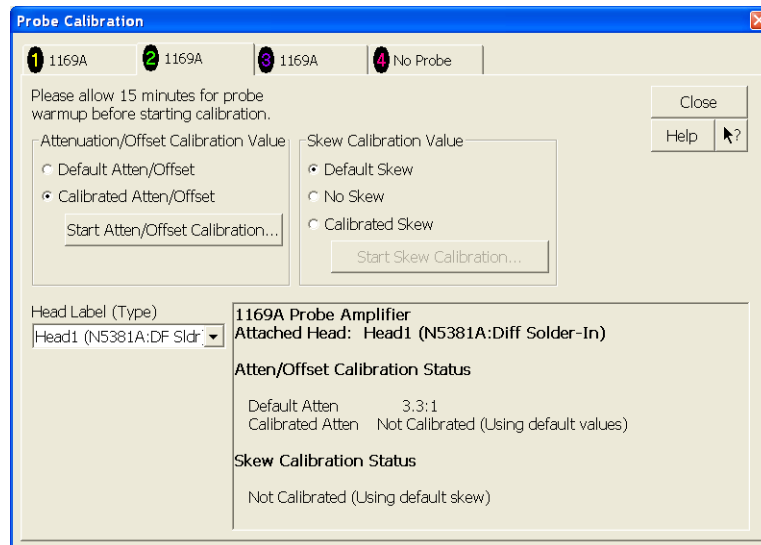 Probe Calibration
1 1169A
2 1169A
3 1169A
4 No Probe
Please allow 15 minutes for probe
warmup before starting calibration.
Close
Help
?
Attenuation/Offset Calibration Value
Default Atten/Offset
Calibrated Atten/Offset
Start Atten/Offset Calibration...
Skew Calibration Value
Default Skew
No Skew
Calibrated Skew
Start Skew Calibration...
Head Label (Type)
Head1 (N5381A:DF Sldr
1169A Probe Amplifier
Attached Head: Head1 (N5381A:Diff Solder-In)
Atten/Offset Calibration Status
Default Atten 3.3:1
Calibrated Atten Not Calibrated (Using default values)
Skew Calibration Status
Not Calibrated (Using default skew)